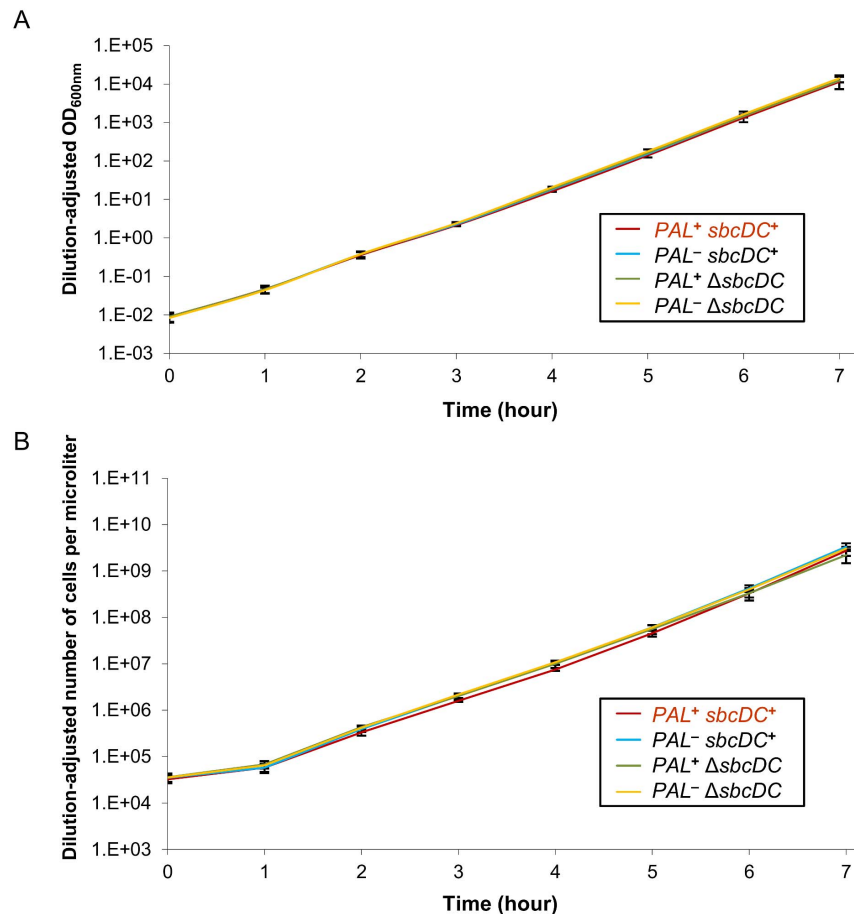 A
1.E+05
1.E+04
1.E+03
1.E+02
1.E+01
1.E+00
1.E-01
1.E-02
1.E-03
Dilution-adjusted OD600nm
0 1 2 3 4 5 6 7
Time (hour)
PAL+ sbcDC+
PAL– sbcDC+
PAL+ ΔsbcDC
PAL– ΔsbcDC
B
1.E+11
1.E+10
1.E+09
1.E+08
1.E+07
1.E+06
1.E+05
1.E+04
1.E+03
Dilution-adjusted number of cells per microliter
0 1 2 3 4 5 6 7
Time (hour)
PAL+ sbcDC+
PAL– sbcDC+
PAL+ ΔsbcDC
PAL– ΔsbcDC